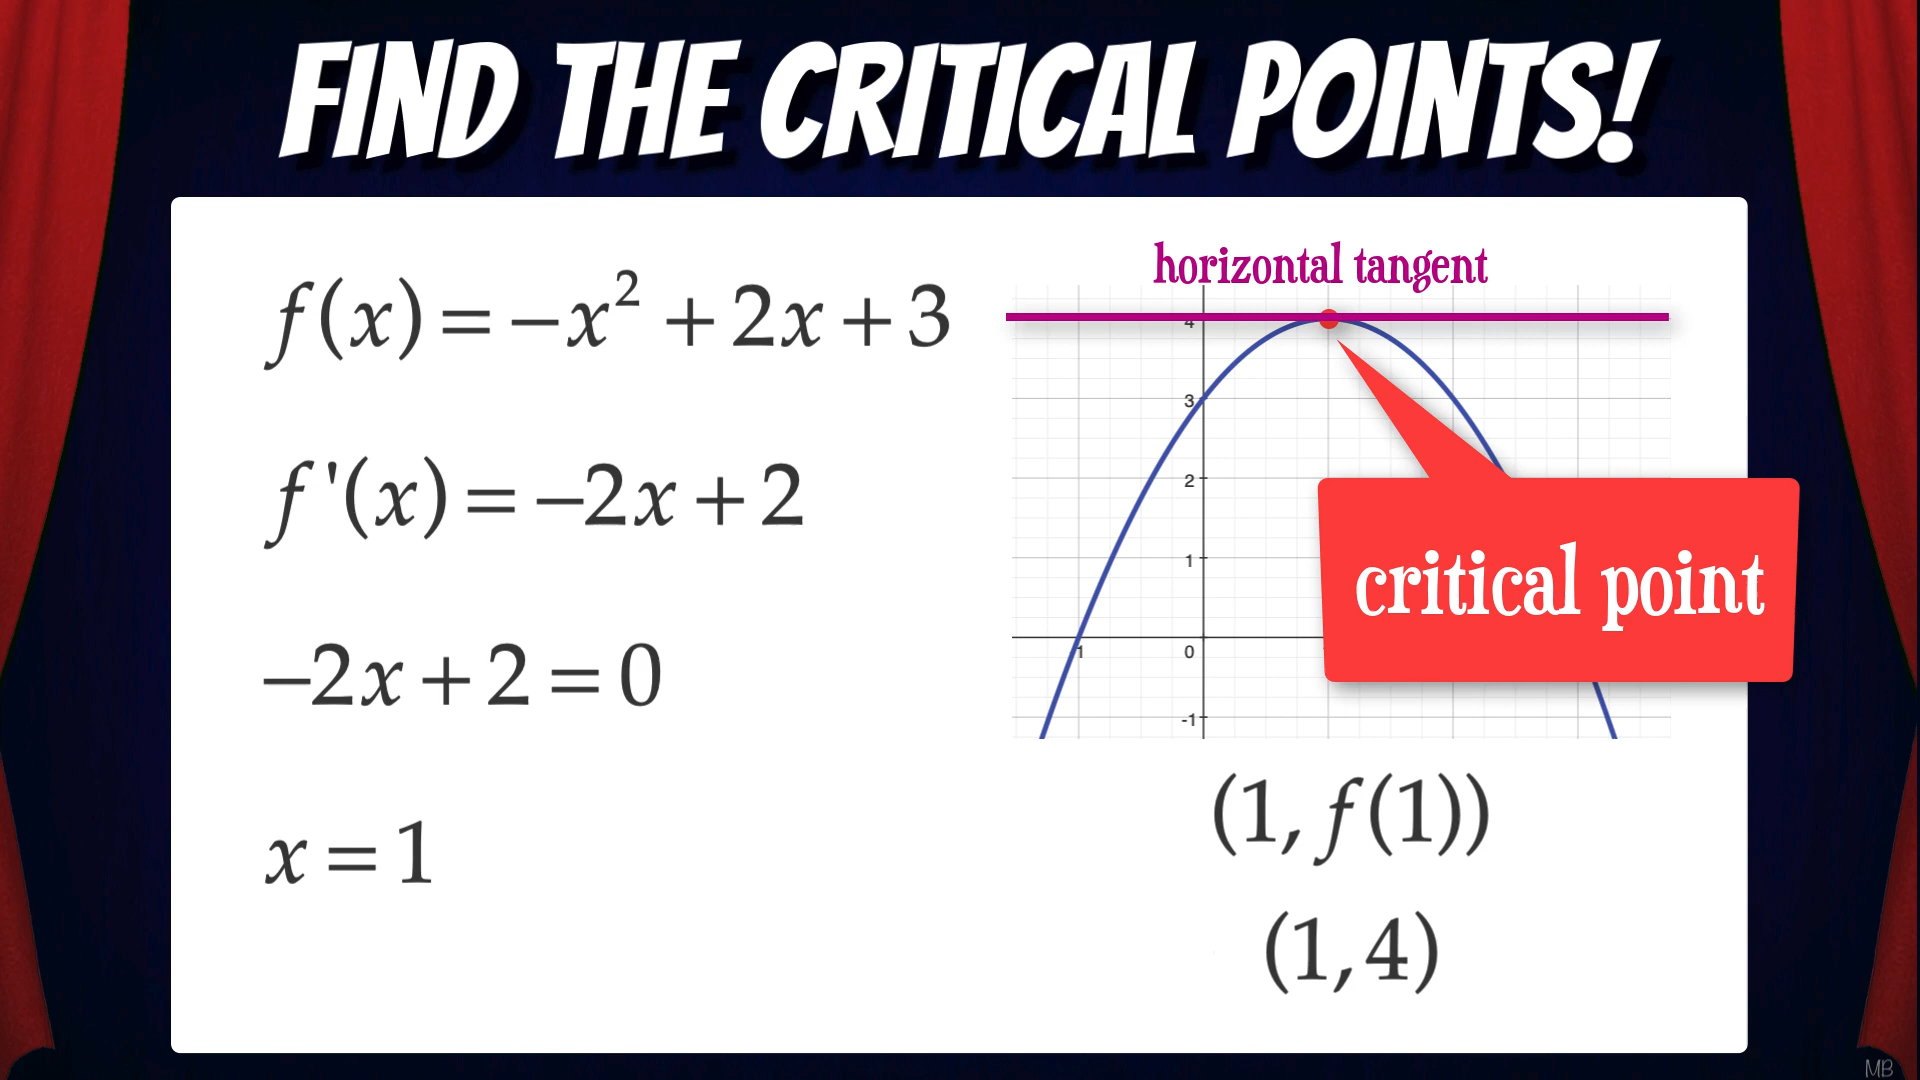 FIND THE CRITICAL POINTS!
f(x) = −x² + 2x + 3
f'(x) = −2x + 2
−2x + 2 = 0
x = 1
horizontal tangent
4
3
2
1
1
0
-1
critical point
(1, f(1))
(1, 4)
MB